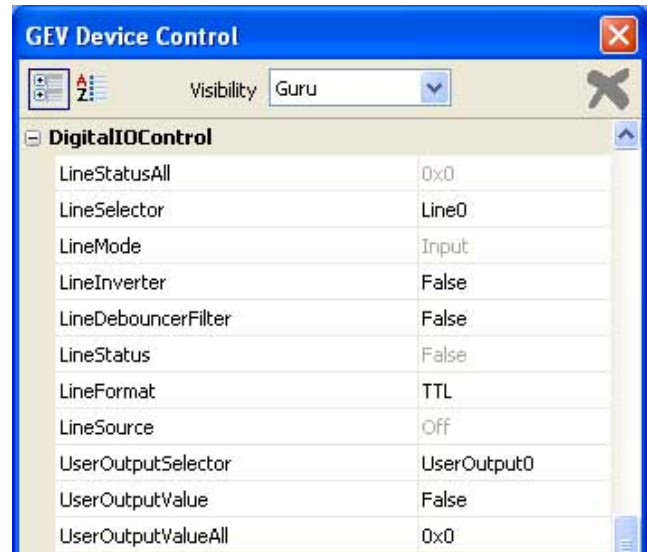 GEV Device Control
Visibility Guru
DigitalIOControl
LineStatusAll 0x0
LineSelector Line0
LineMode Input
LineInverter False
LineDebouncerFilter False
LineStatus False
LineFormat TTL
LineSource Off
UserOutputSelector UserOutput0
UserOutputValue False
UserOutputValueAll 0x0